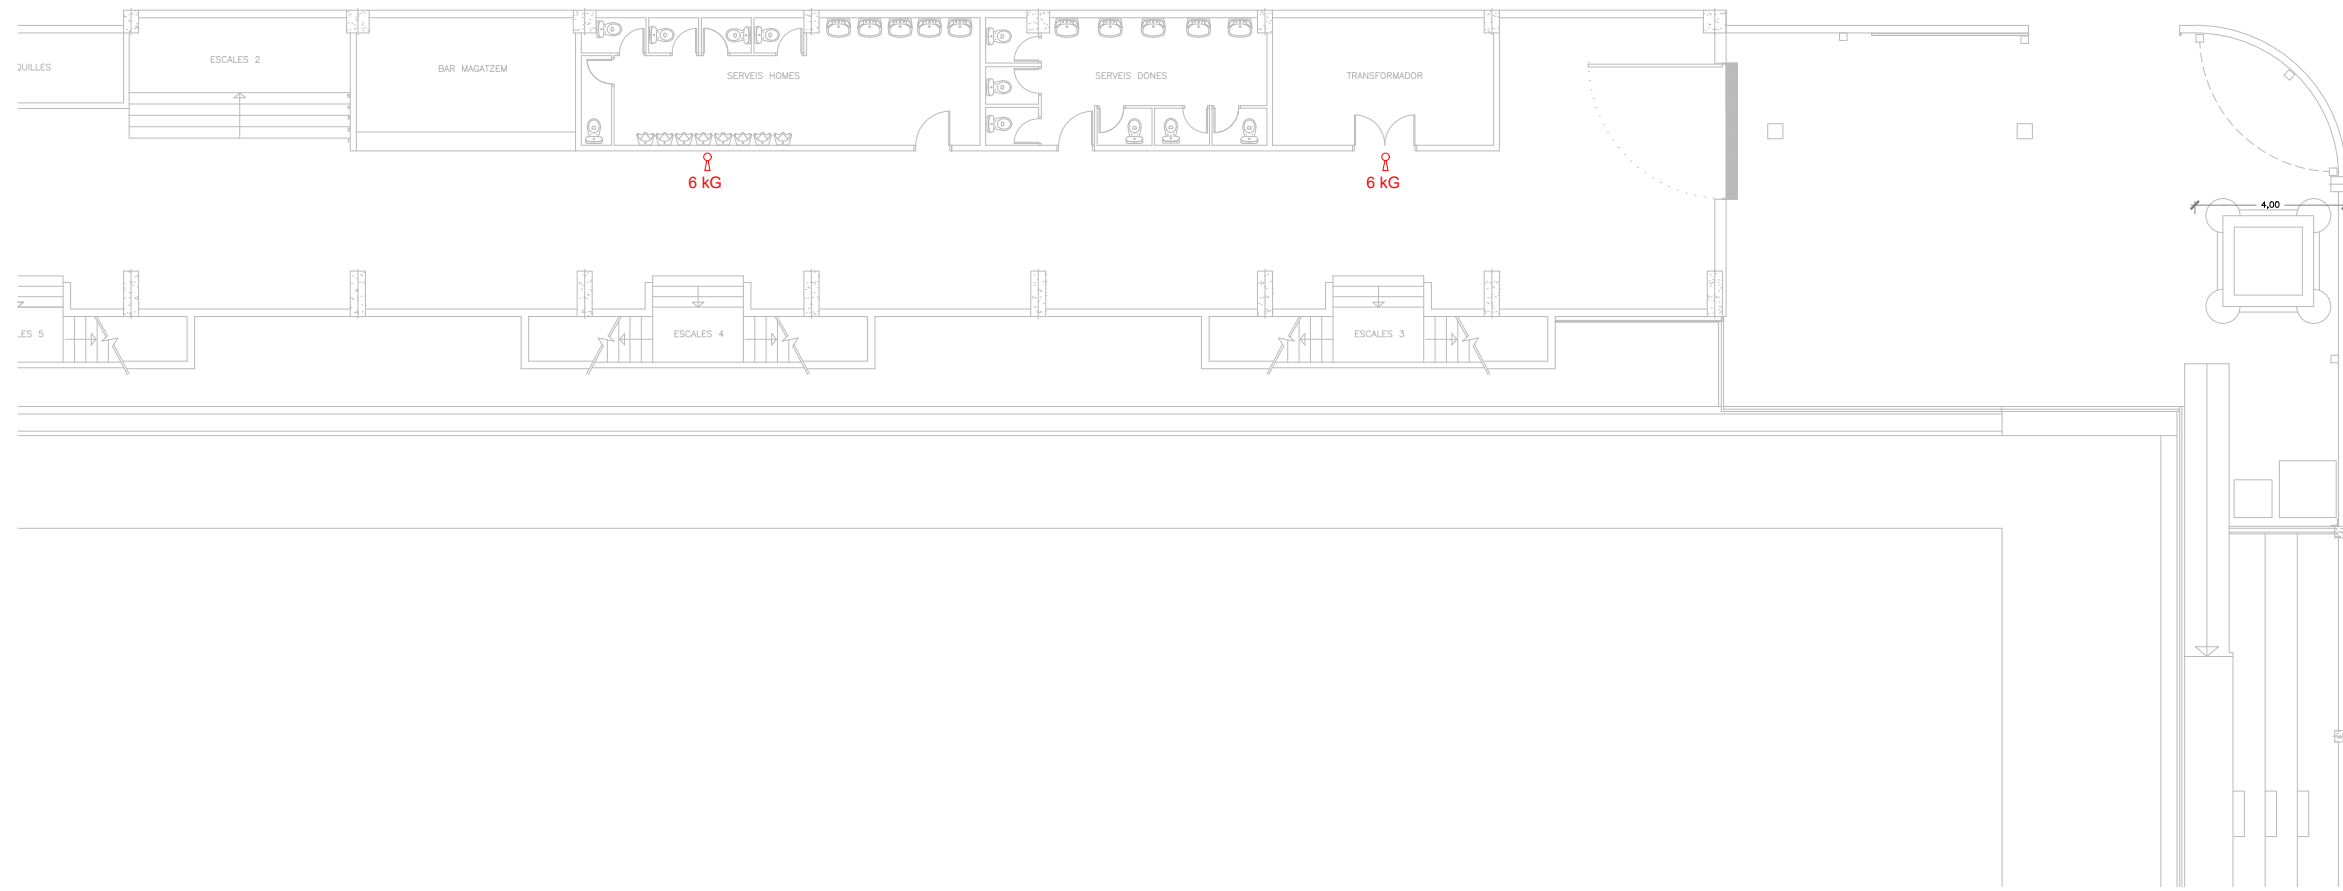 QUILLES
ESCALES 2
BAR MAGATZEM
SERVEIS HOMES
SERVEIS DONES
TRANSFORMADOR
6 kG
6 kG
4,00
LES 5
ESCALES 4
ESCALES 3